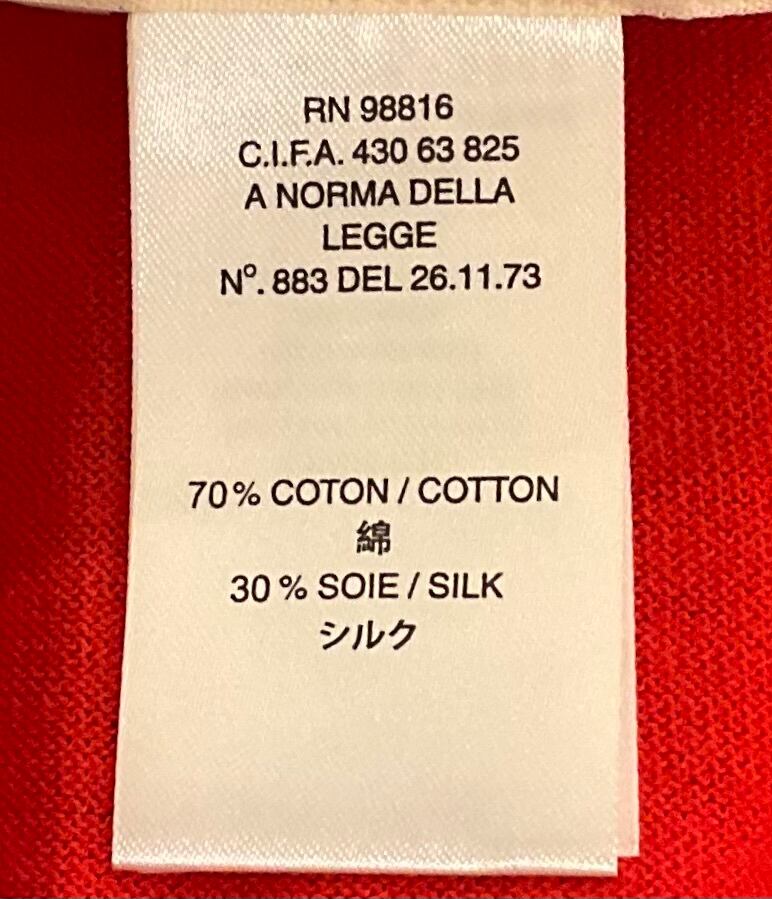 RN 98816
C.I.F.A. 430 63 825
A NORMA DELLA
LEGGE
Nº. 883 DEL 26.11.73
70% COTON / COTTON
綿
30% SOIE / SILK
シルク